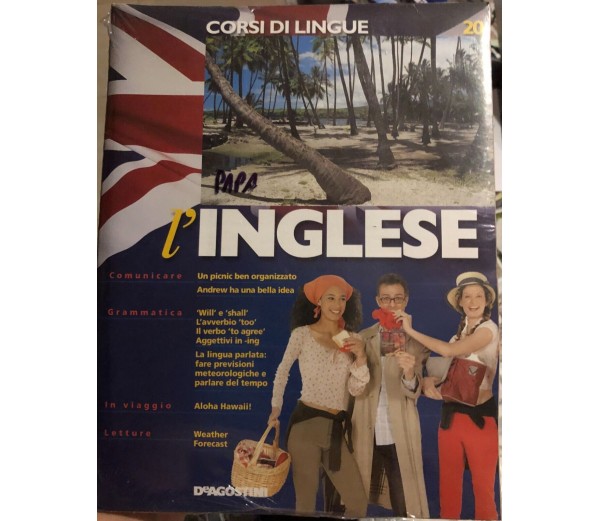 CORSI DI LINGUE
20
PAPA
l'INGLESE
Comunicare
Un picnic ben organizzato
Andrew ha una bella idea
Grammatica
'Will' e 'shall'
L'avverbio 'too'
Il verbo 'to agree'
Aggettivi in -ing
La lingua parlata:
fare previsioni
meteorologiche e
parlare del tempo
In viaggio
Aloha Hawaii!
Letture
Weather
Forecast
DeAGOSTINI